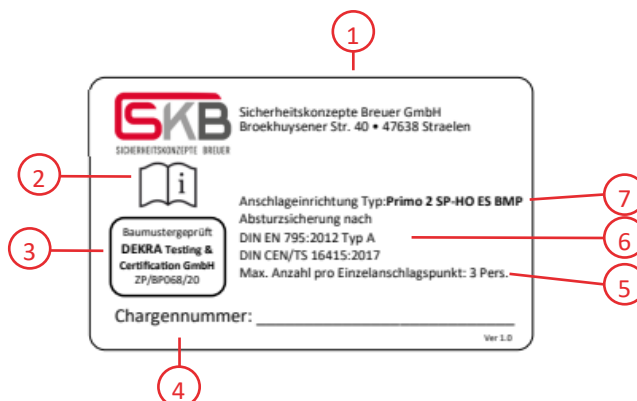 1
SKB
SICHERHEITSKONZEPTE BREUER
Sicherheitskonzepte Breuer GmbH
Broekhuysener Str. 40 • 47638 Straelen
2
i
Anschlageinrichtung Typ:Primo 2 SP-HO ES BMP
7
Absturzsicherung nach
DIN EN 795:2012 Typ A
6
DIN CEN/TS 16415:2017
Max. Anzahl pro Einzelanschlagspunkt: 3 Pers.
5
3
Baumustergeprüft
DEKRA Testing &
Certification GmbH
ZP/BP068/20
Chargennummer: ___________________________
4
Ver 1.0